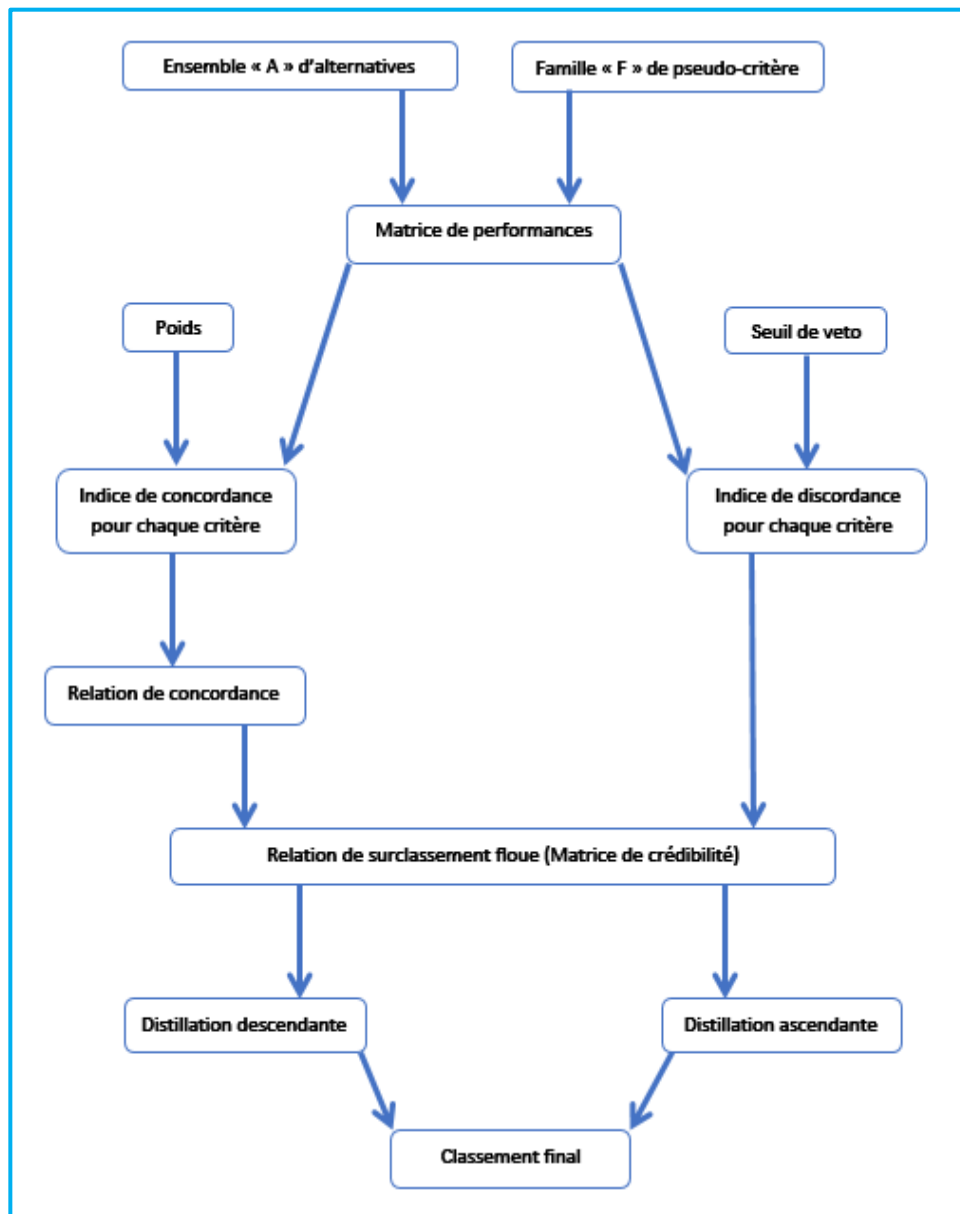 Ensemble « A » d'alternatives
Famille « F » de pseudo-critère
Matrice de performances
Poids
Seuil de veto
Indice de concordance
pour chaque critère
Indice de discordance
pour chaque critère
Relation de concordance
Relation de surclassement floue (Matrice de crédibilité)
Distillation descendante
Distillation ascendante
Classement final